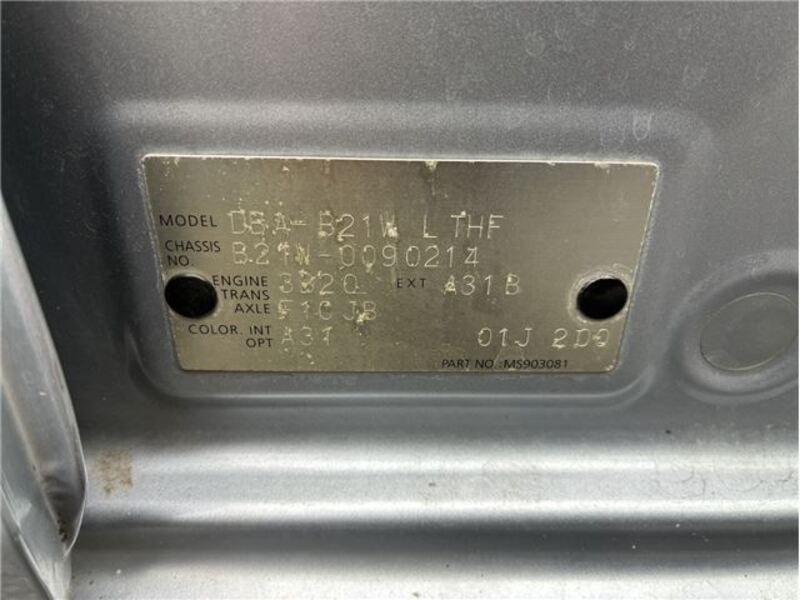 MODEL DBA-B21W LTHF
CHASSIS NO. B21W-0090214
ENGINE 3B20 EXT A31B
TRANS AXLE F1CJB
COLOR. INT A31 01J 2D0
OPT
PART NO.:MS903081